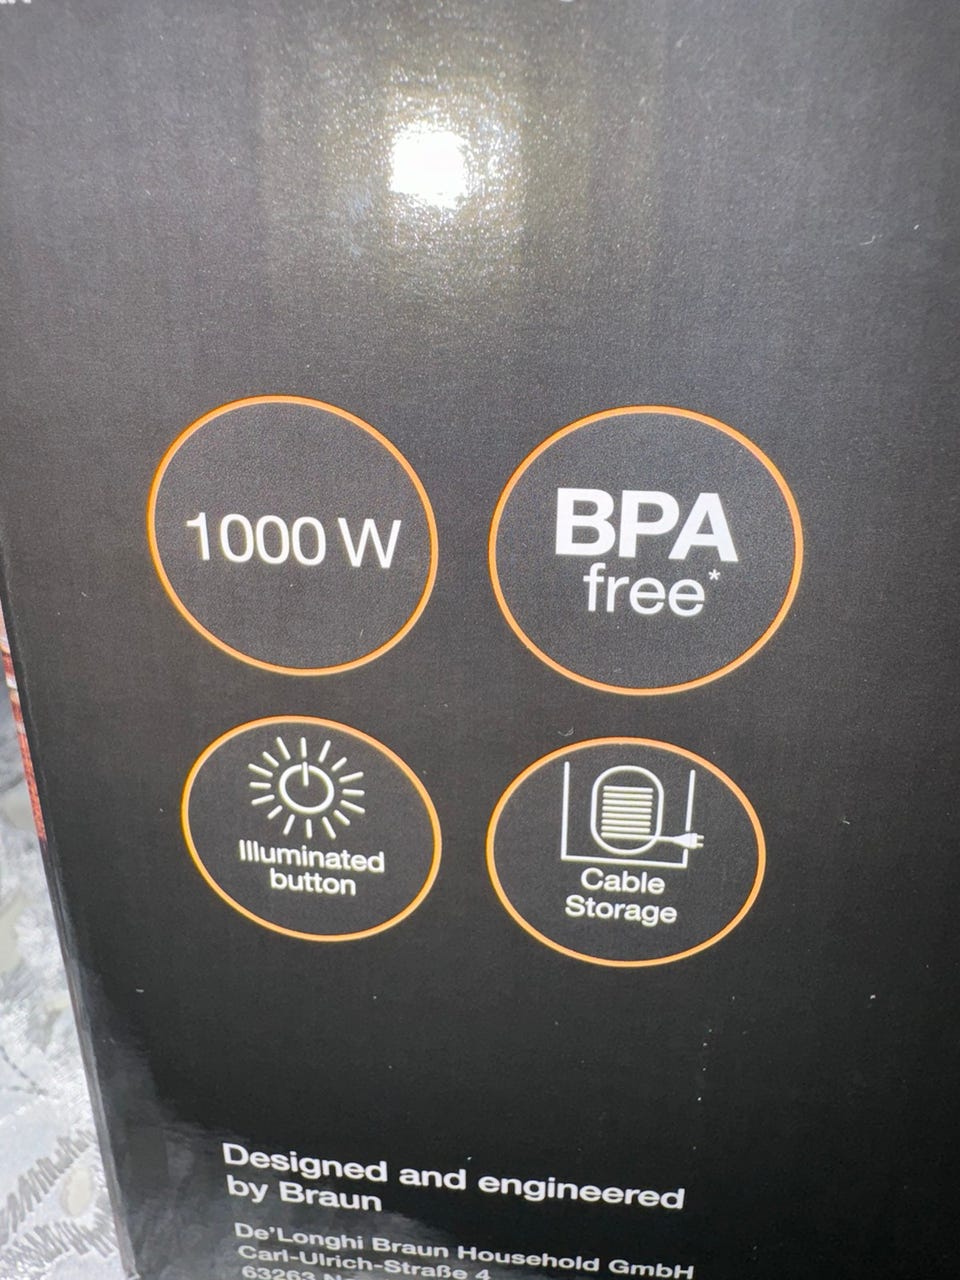 1000 W
BPA
free*
Illuminated
button
Cable
Storage
Designed and engineered
by Braun
De'Longhi Braun Household GmbH
Carl-Ulrich-Straße 4
63263